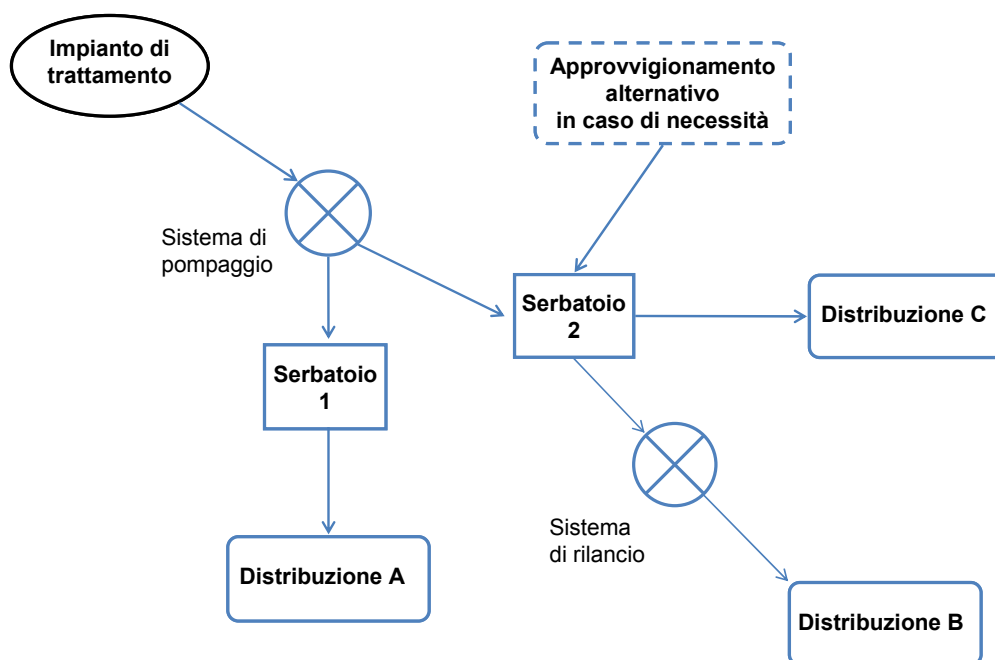 Impianto di
trattamento
Approvvigionamento
alternativo
in caso di necessità
Sistema di
pompaggio
Serbatoio
2
Distribuzione C
Serbatoio
1
Sistema
di rilancio
Distribuzione A
Distribuzione B